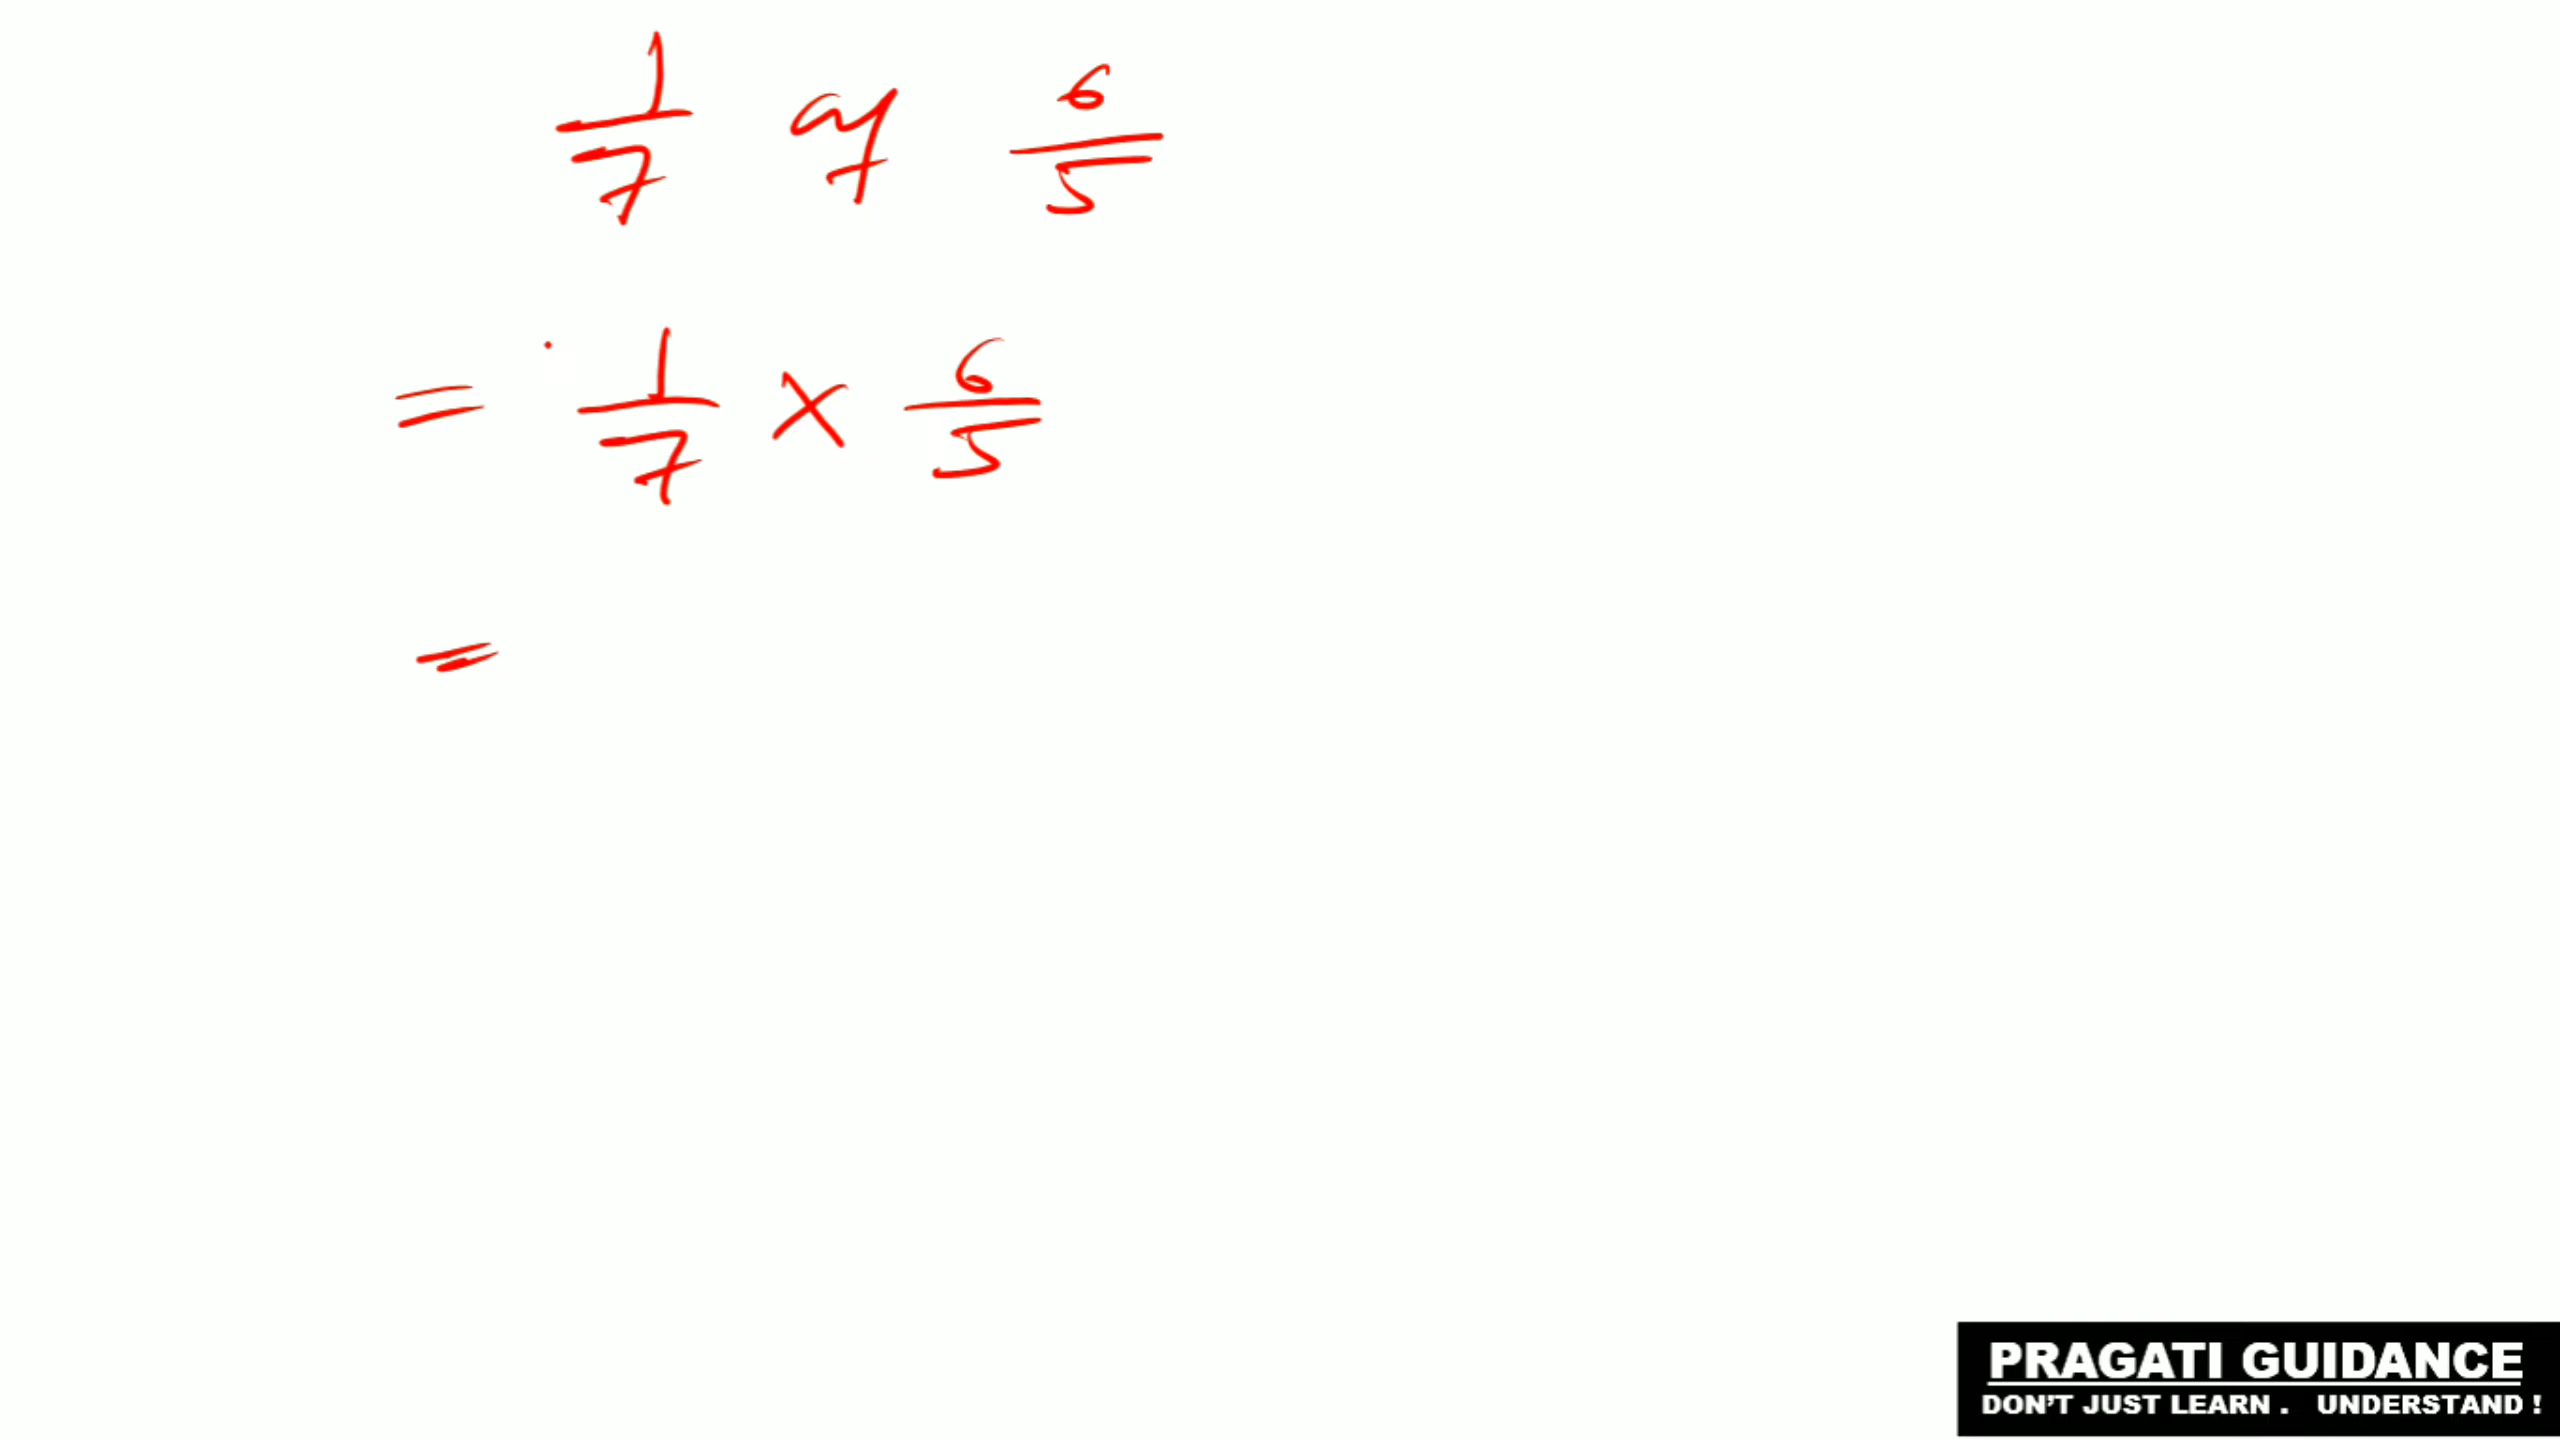 1/7 of 6/5
= 1/7 × 6/5
=
PRAGATI GUIDANCE
DON'T JUST LEARN . UNDERSTAND !